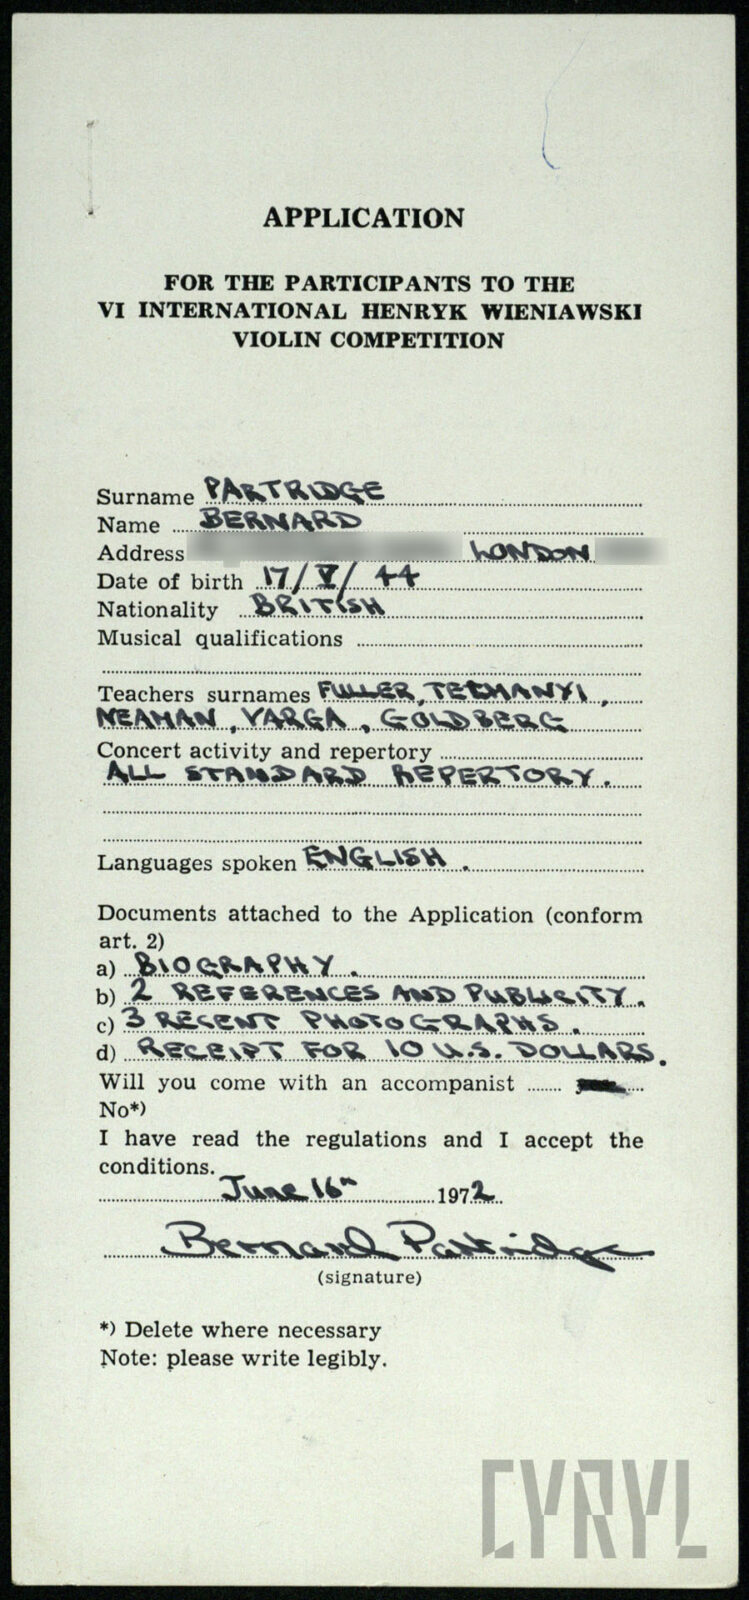 APPLICATION
FOR THE PARTICIPANTS TO THE
VI INTERNATIONAL HENRYK WIENIAWSKI
VIOLIN COMPETITION
Surname PARTRIDGE
Name BERNARD
Address LONDON
Date of birth 17/V/44
Nationality BRITISH
Musical qualifications
Teachers surnames FULLER, TELMANYI,
NEAMAN, VARGA, GOLDBERG
Concert activity and repertory
ALL STANDARD REPERTORY.
Languages spoken ENGLISH.
Documents attached to the Application (conform
art. 2)
a) BIOGRAPHY.
b) 2 REFERENCES AND PUBLICITY.
c) 3 RECENT PHOTOGRAPHS.
d) RECEIPT FOR 10 U.S. DOLLARS.
Will you come with an accompanist
No*)
I have read the regulations and I accept the
conditions.
June 16th 1972
Bernard Partridge
(signature)
*) Delete where necessary
Note: please write legibly.
CYRYL